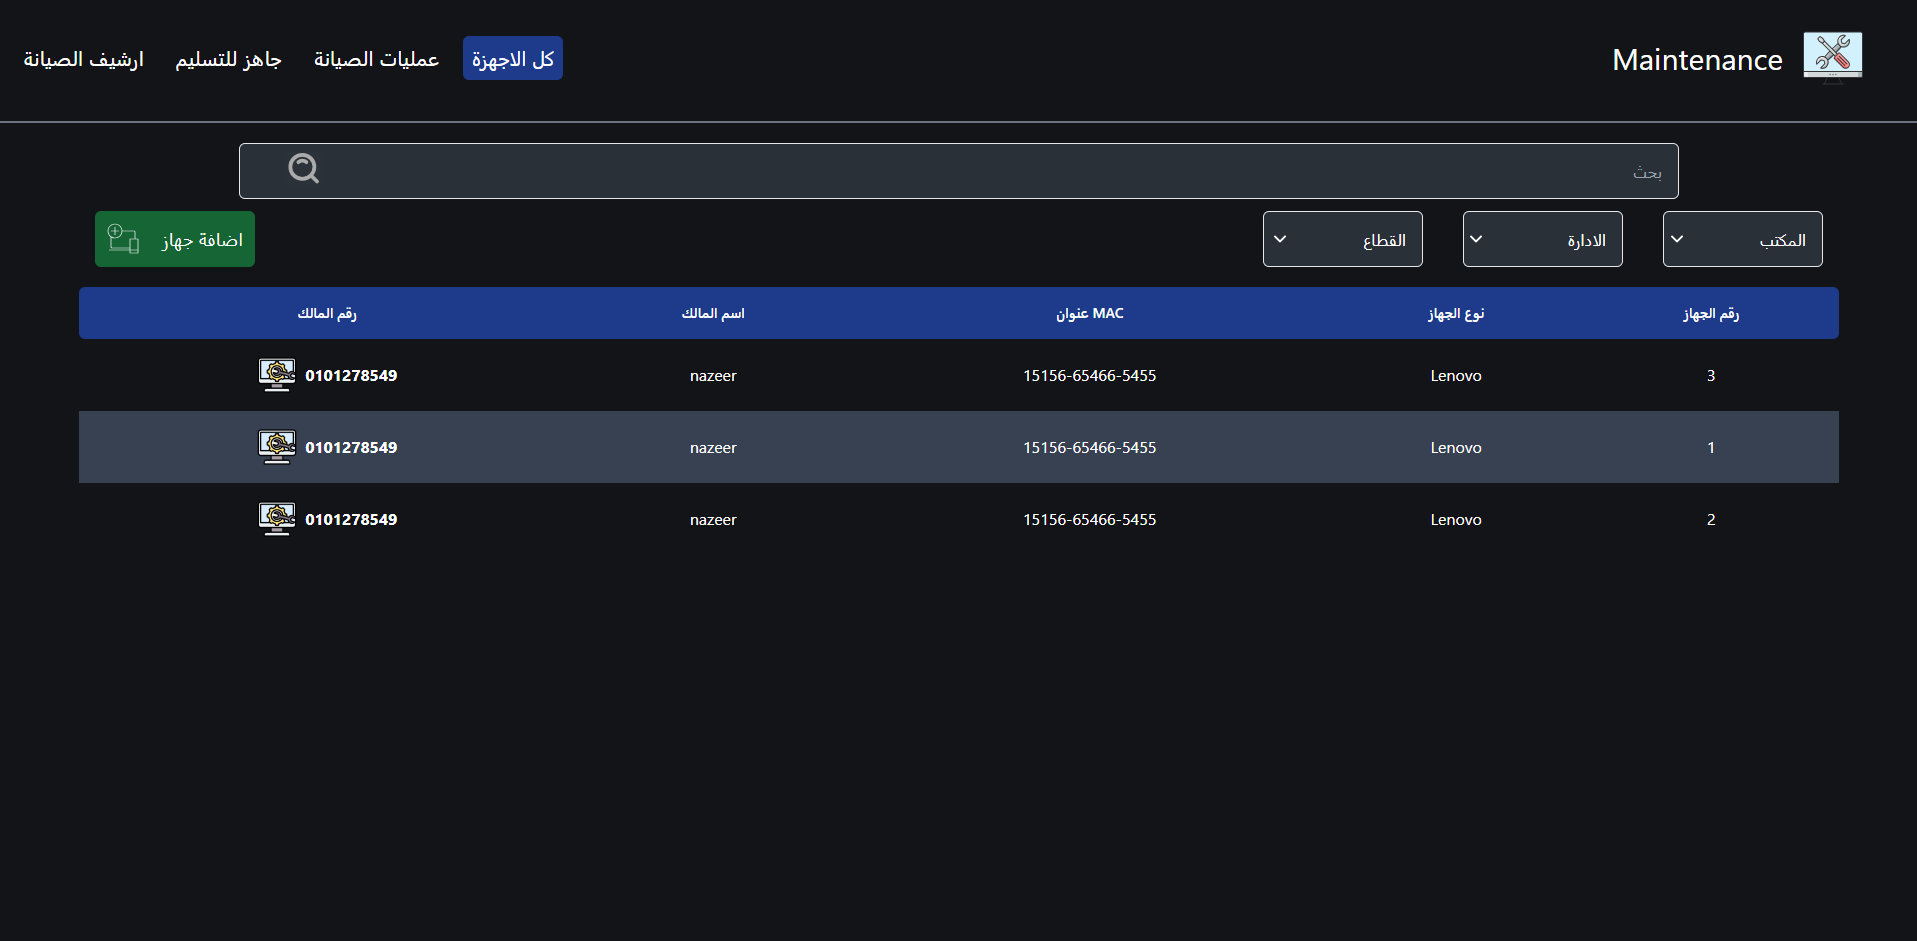 Maintenance
كل الاجهزة
عمليات الصيانة
جاهز للتسليم
ارشيف الصيانة
بحث
المكتب
الادارة
القطاع
اضافة جهاز
رقم الجهاز نوع الجهاز عنوان MAC اسم المالك رقم المالك
3 Lenovo 15156-65466-5455 nazeer 0101278549
1 Lenovo 15156-65466-5455 nazeer 0101278549
2 Lenovo 15156-65466-5455 nazeer 0101278549